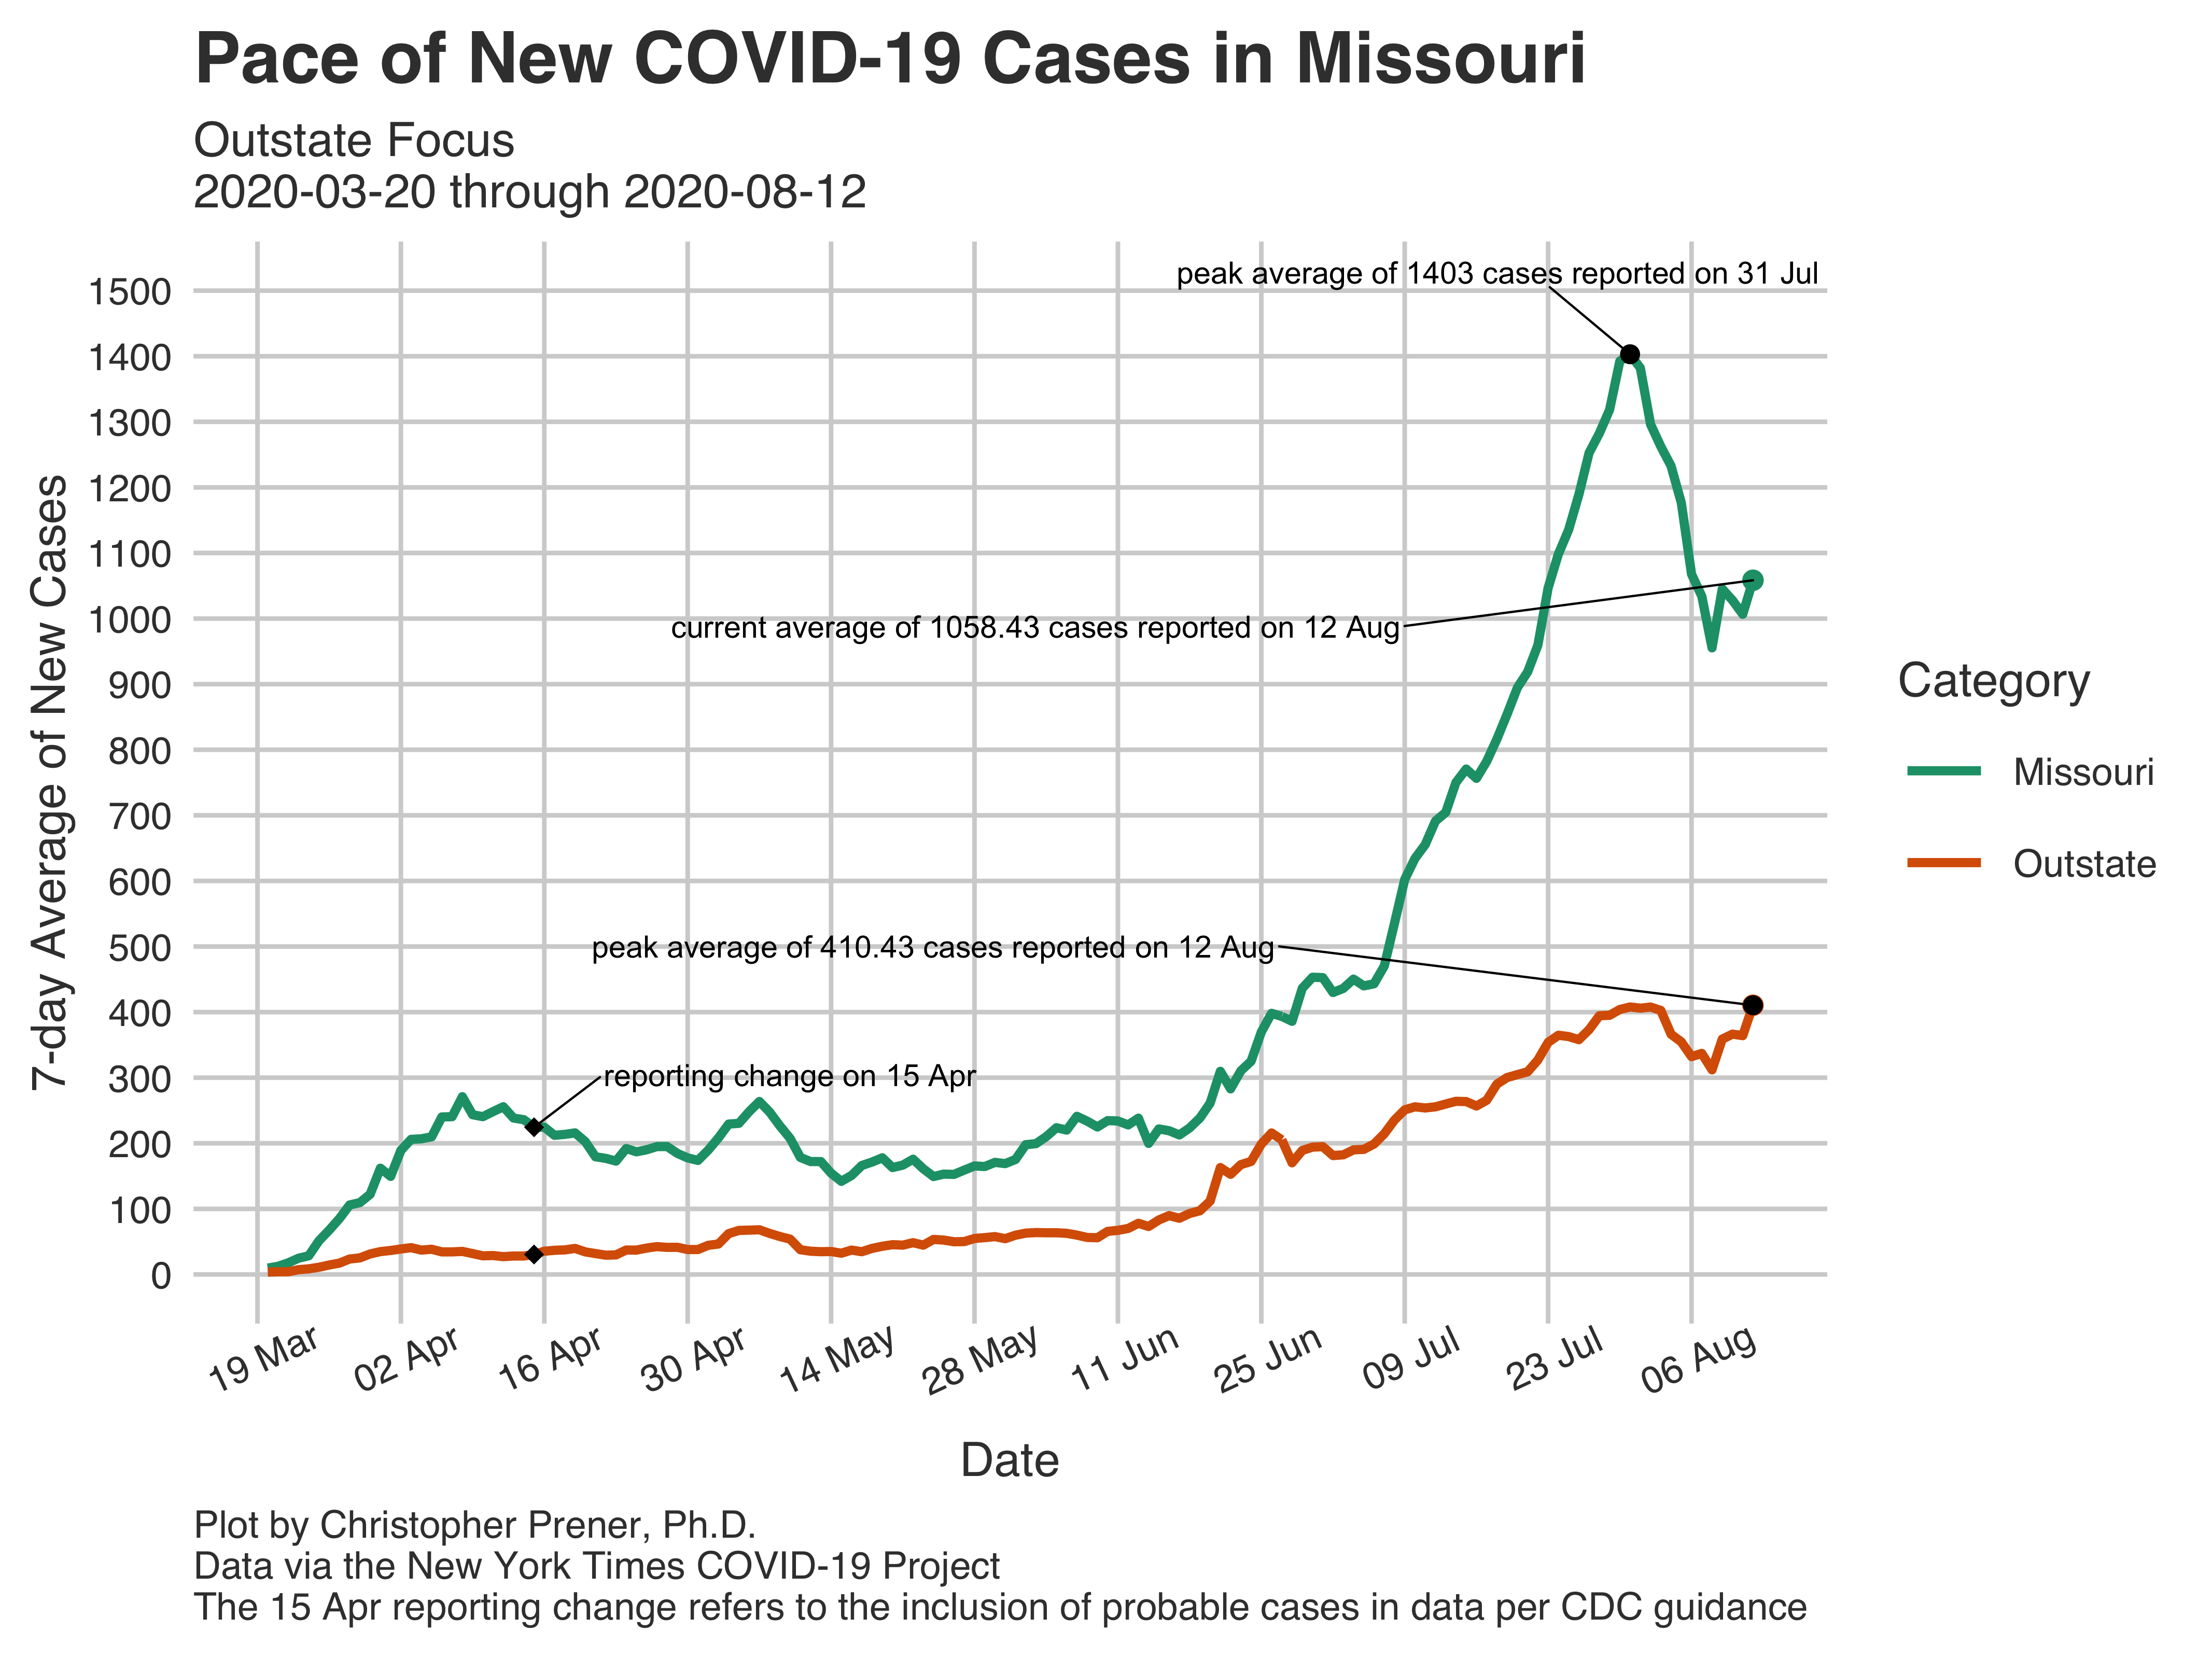 Pace of New COVID-19 Cases in Missouri
Outstate Focus
2020-03-20 through 2020-08-12
7-day Average of New Cases
1500
1400
1300
1200
1100
1000
900
800
700
600
500
400
300
200
100
0
peak average of 1403 cases reported on 31 Jul
current average of 1058.43 cases reported on 12 Aug
peak average of 410.43 cases reported on 12 Aug
reporting change on 15 Apr
Category
Missouri
Outstate
19 Mar
02 Apr
16 Apr
30 Apr
14 May
28 May
11 Jun
25 Jun
09 Jul
23 Jul
06 Aug
Date
Plot by Christopher Prener, Ph.D.
Data via the New York Times COVID-19 Project
The 15 Apr reporting change refers to the inclusion of probable cases in data per CDC guidance